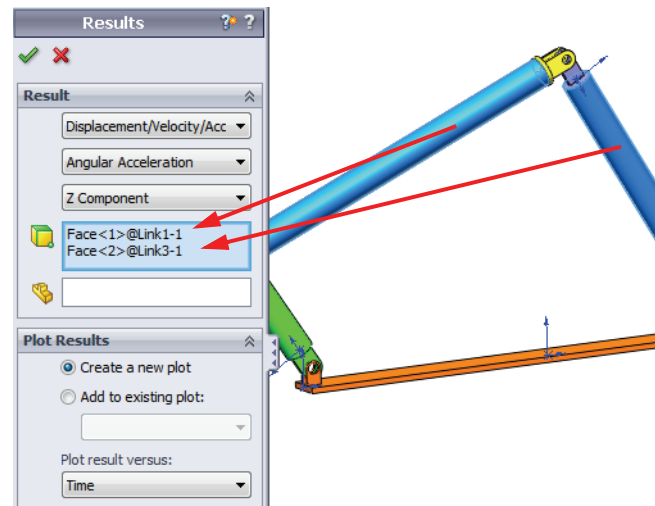 Results ? ?
Result
Displacement/Velocity/Acc
Angular Acceleration
Z Component
Face<1>@Link1-1
Face<2>@Link3-1
Plot Results
Create a new plot
Add to existing plot:
Plot result versus:
Time